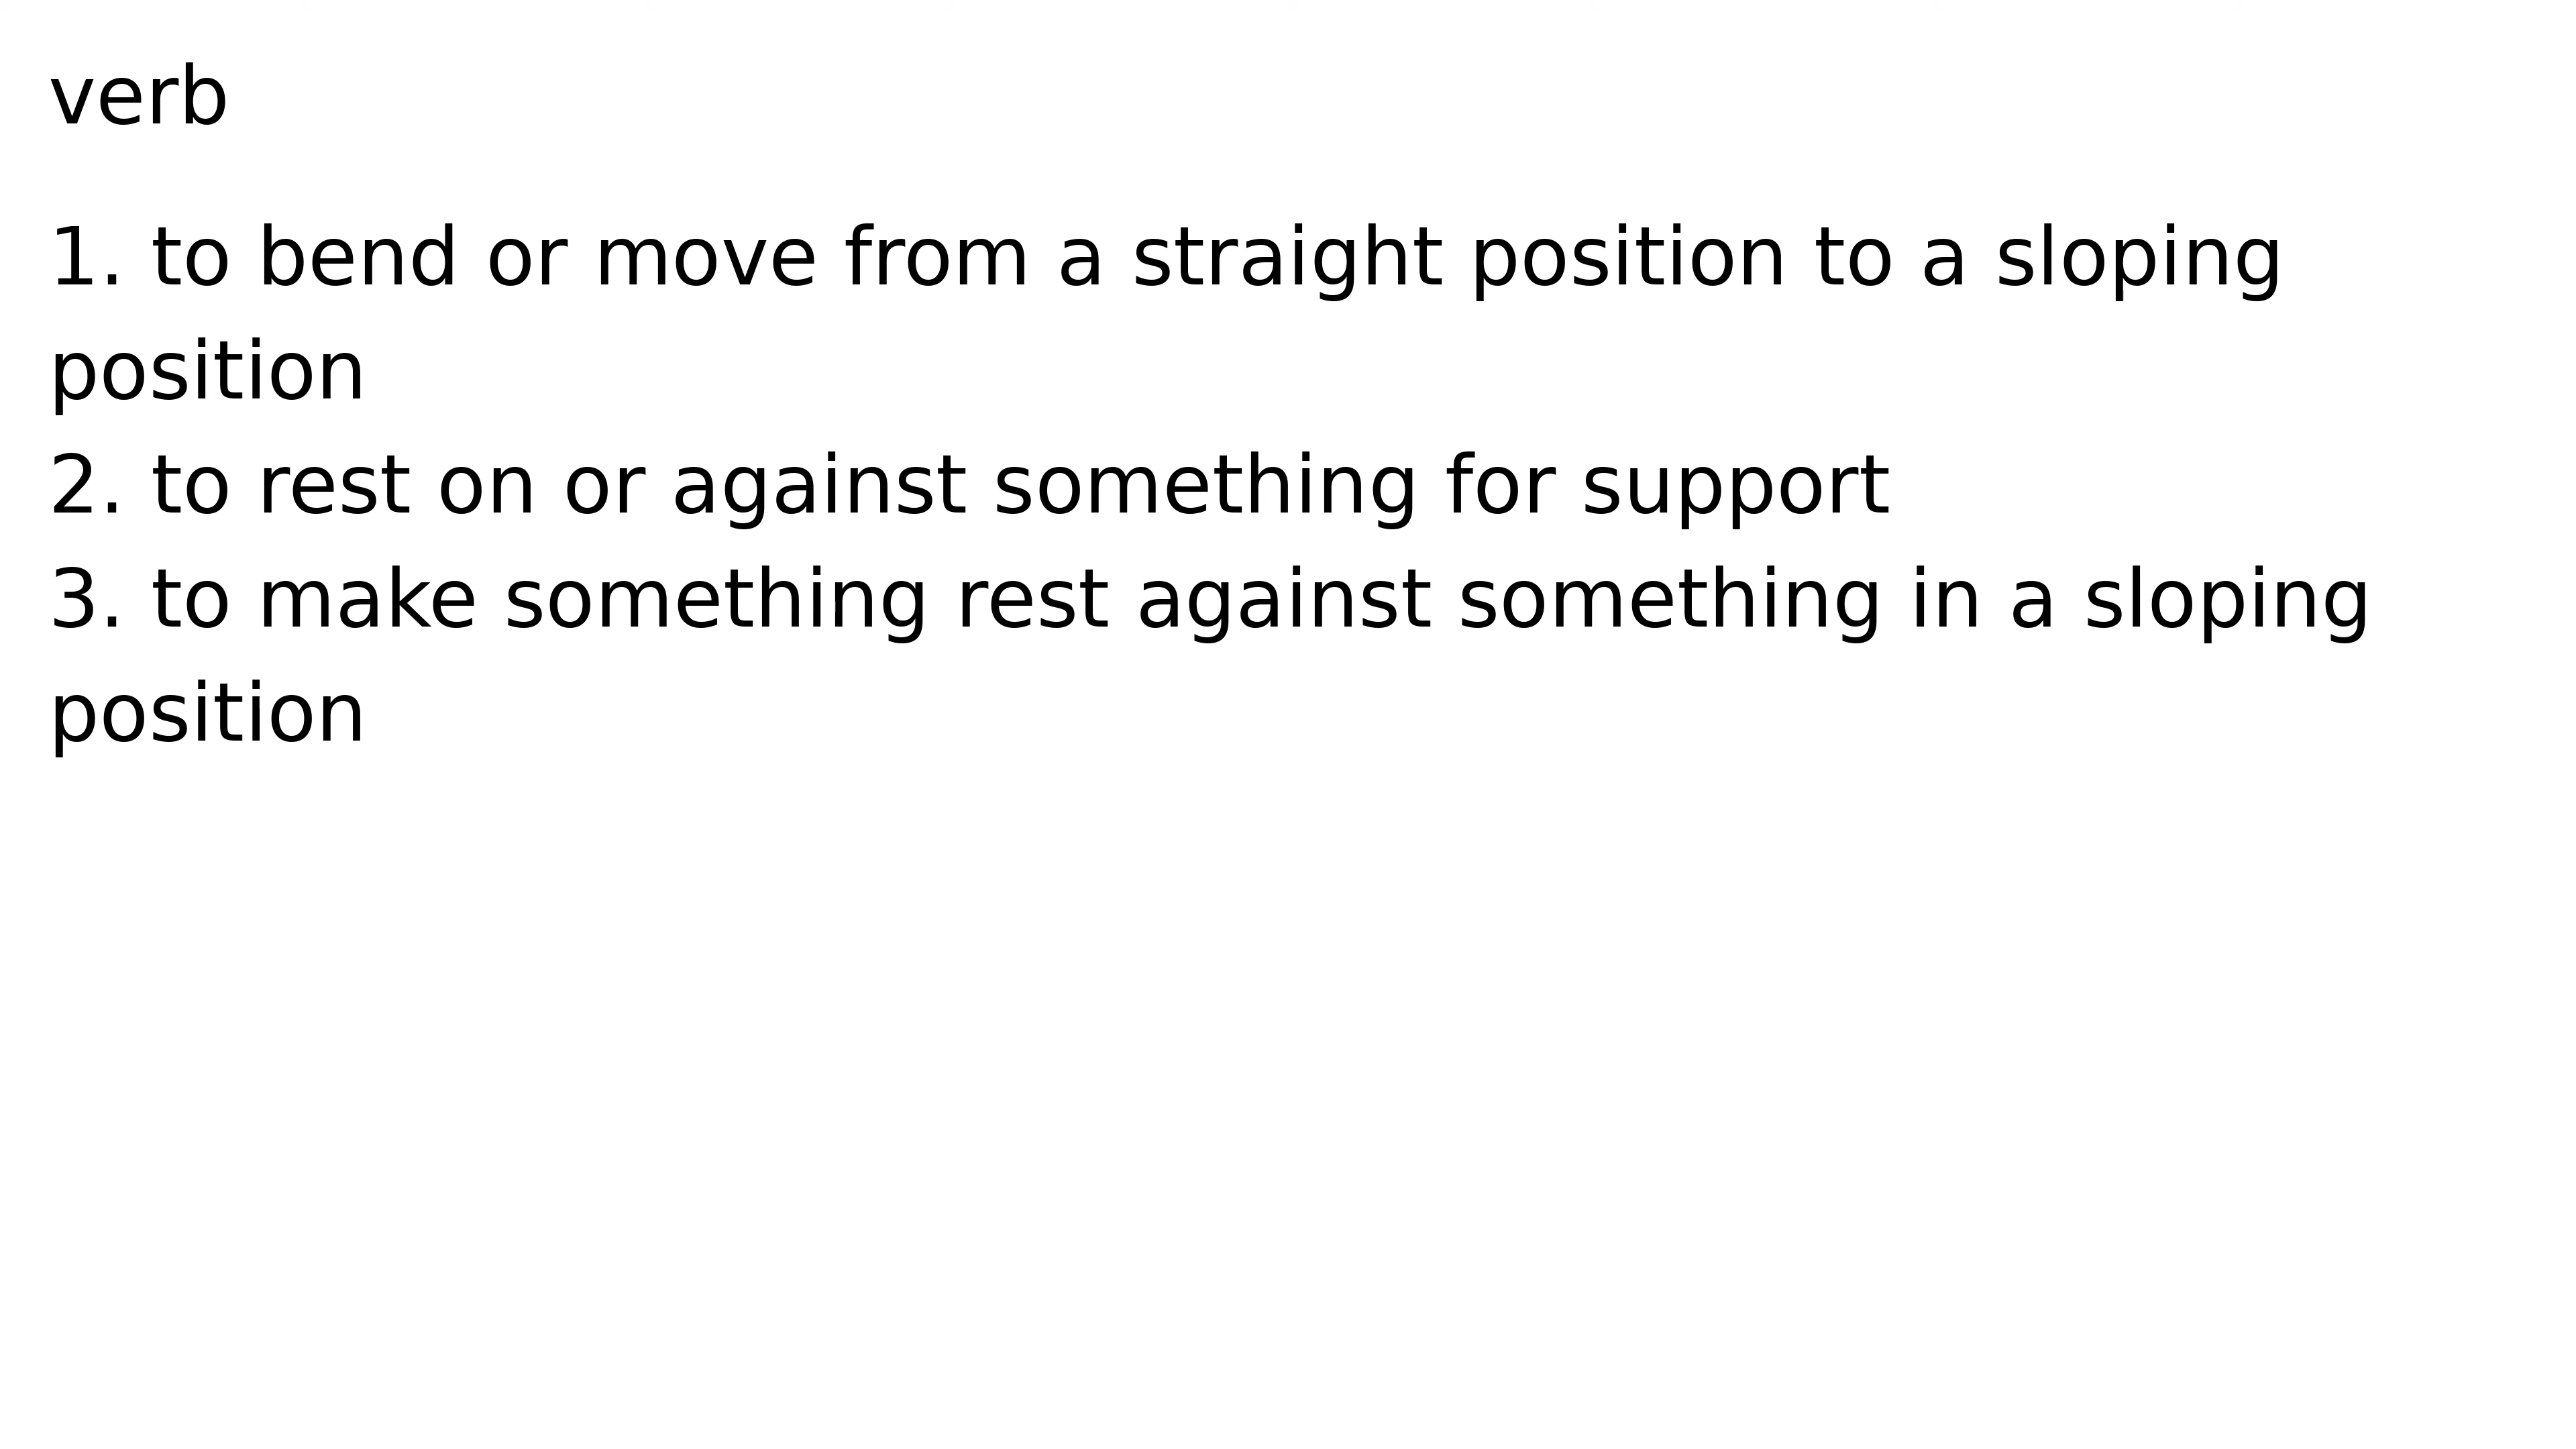 verb
1. to bend or move from a straight position to a sloping
position
2. to rest on or against something for support
3. to make something rest against something in a sloping
position